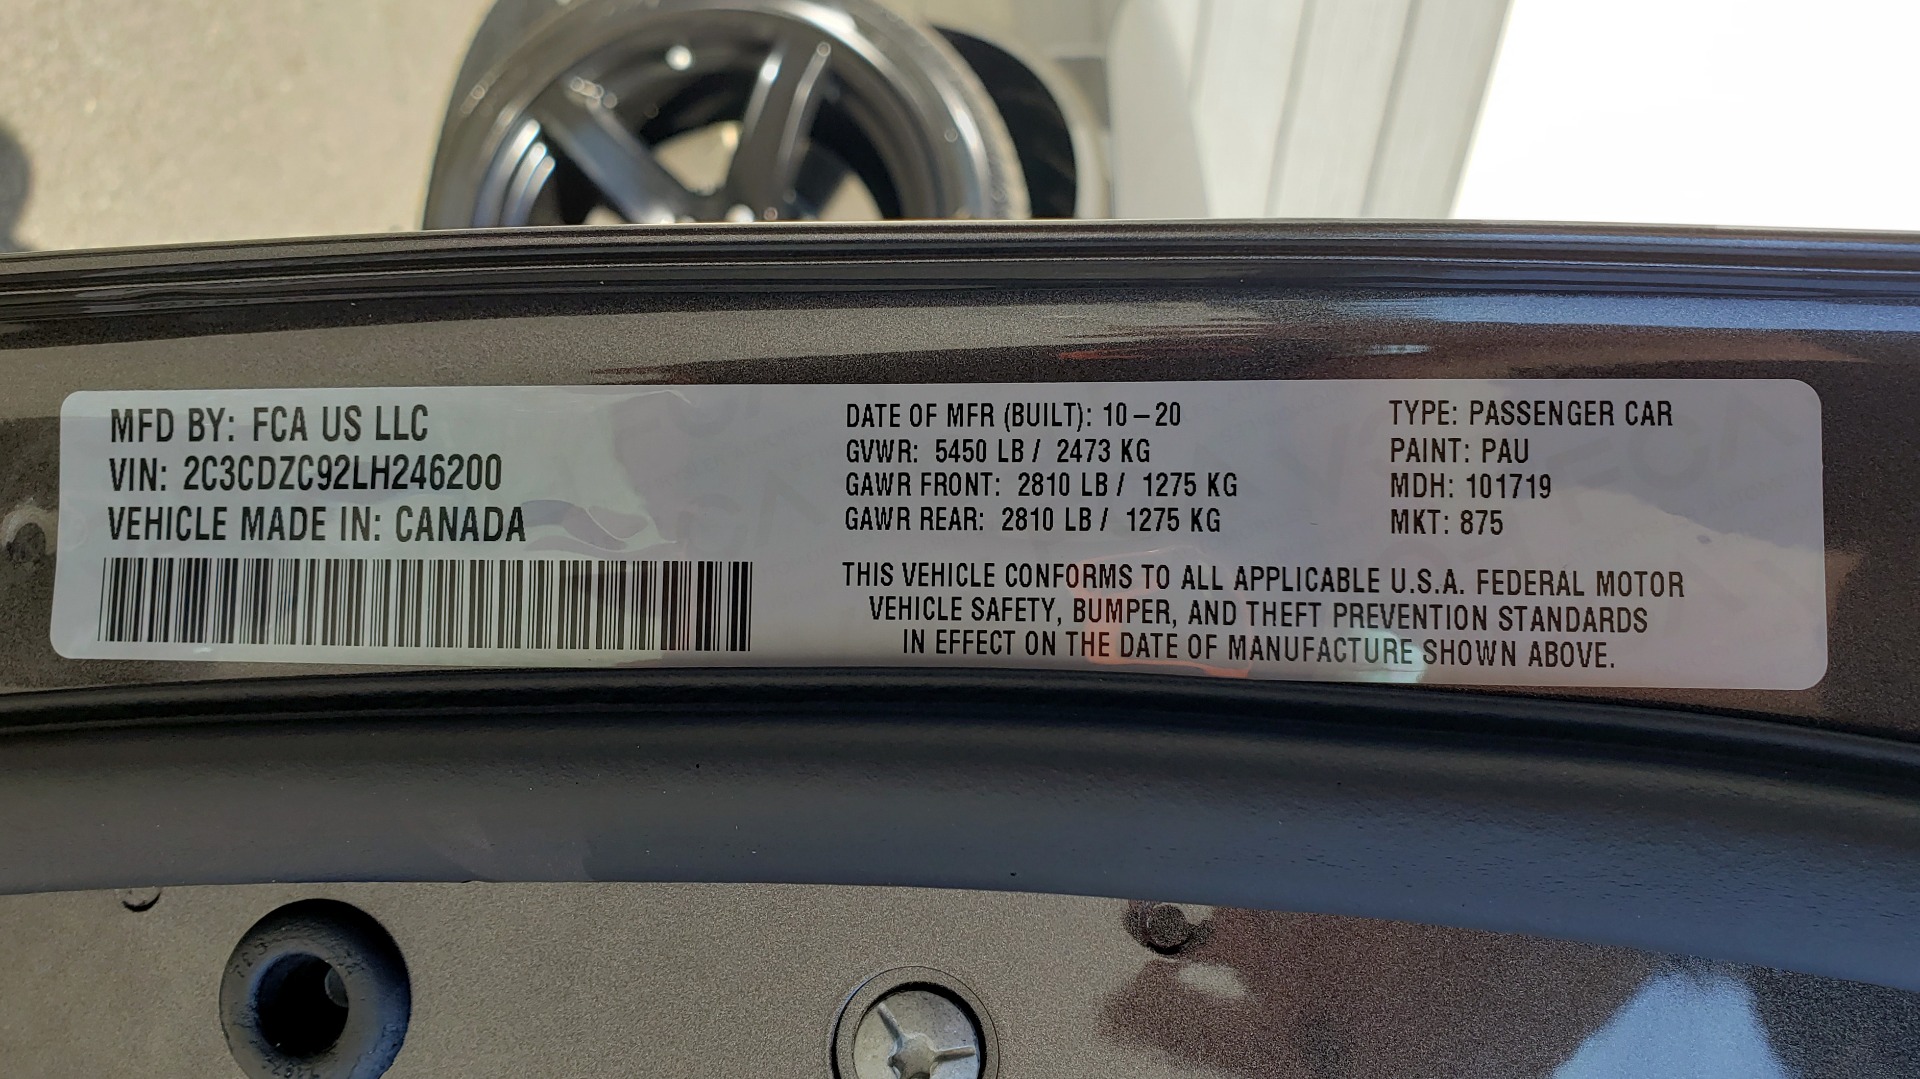 MFD BY: FCA US LLC
VIN: 2C3CDZC92LH246200
VEHICLE MADE IN: CANADA
DATE OF MFR (BUILT): 10-20
GVWR: 5450 LB / 2473 KG
GAWR FRONT: 2810 LB / 1275 KG
GAWR REAR: 2810 LB / 1275 KG
TYPE: PASSENGER CAR
PAINT: PAU
MDH: 101719
MKT: 875
THIS VEHICLE CONFORMS TO ALL APPLICABLE U.S.A. FEDERAL MOTOR
VEHICLE SAFETY, BUMPER, AND THEFT PREVENTION STANDARDS
IN EFFECT ON THE DATE OF MANUFACTURE SHOWN ABOVE.